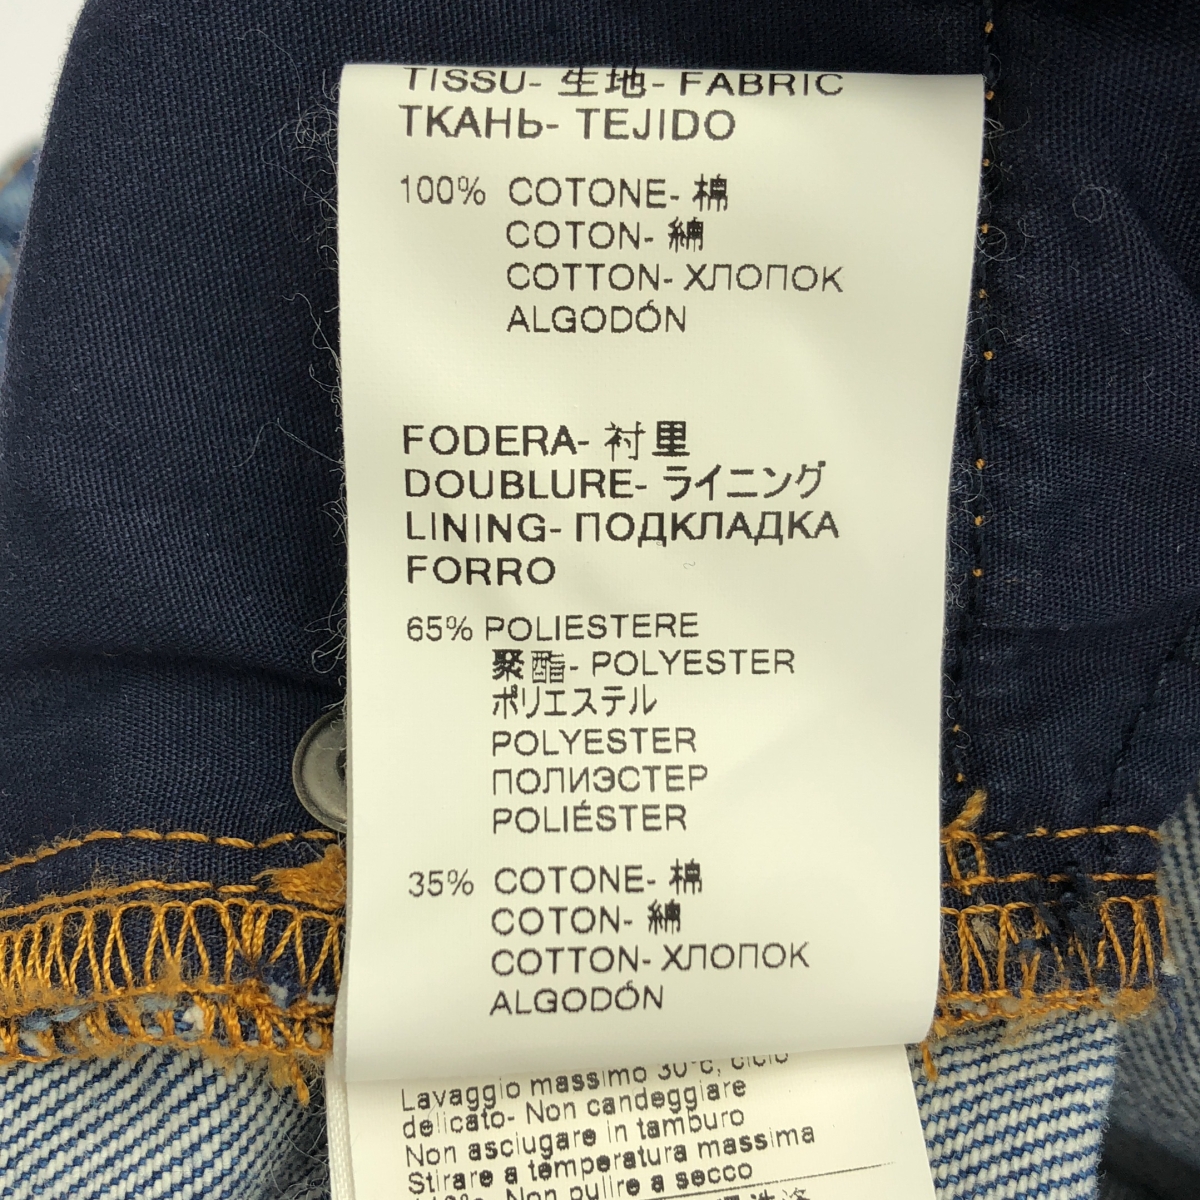 TISSU- 生地- FABRIC
ТКАНЬ- TEJIDO
100% COTONE- 棉
COTON- 綿
COTTON- ХЛОПОК
ALGODÓN
FODERA- 衬里
DOUBLURE- ライニング
LINING- ПОДКЛАДКА
FORRO
65% POLIESTERE
聚酯- POLYESTER
ポリエステル
POLYESTER
ПОЛИЭСТЕР
POLIÉSTER
35% COTONE- 棉
COTON- 綿
COTTON- ХЛОПОК
ALGODÓN
Lavaggio massimo 30°c, ciclo
delicato- Non candeggiare
Non asciugare in tamburo
Stirare a temperatura massima
Non pulire a secco